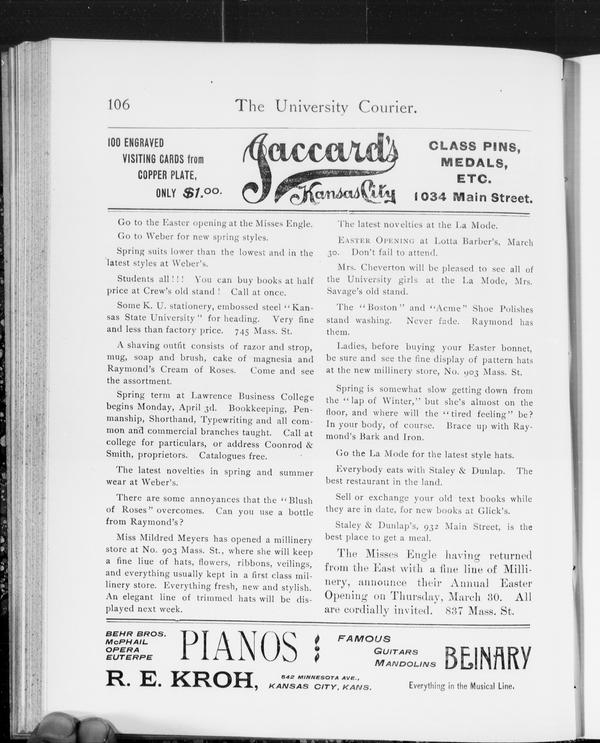 106
The University Courier.
100 ENGRAVED
VISITING CARDS from
COPPER PLATE,
ONLY $1.00.
Jaccard's
Kansas City
CLASS PINS,
MEDALS,
ETC.
1034 Main Street.
Go to the Easter opening at the Misses Engle.
Go to Weber for new spring styles.
Spring suits lower than the lowest and in the
latest styles at Weber's.
Students all!!! You can buy books at half
price at Crew's old stand! Call at once.
Some K. U. stationery, embossed steel "Kan-
sas State University" for heading. Very fine
and less than factory price. 745 Mass. St.
A shaving outfit consists of razor and strop,
mug, soap and brush, cake of magnesia and
Raymond's Cream of Roses. Come and see
the assortment.
Spring term at Lawrence Business College
begins Monday, April 3d. Bookkeeping, Pen-
manship, Shorthand, Typewriting and all com-
mon and commercial branches taught. Call at
college for particulars, or address Coonrod &
Smith, proprietors. Catalogues free.
The latest novelties in spring and summer
wear at Weber's.
There are some annoyances that the "Blush
of Roses" overcomes. Can you use a bottle
from Raymond's?
Miss Mildred Meyers has opened a millinery
store at No. 903 Mass. St., where she will keep
a fine liue of hats, flowers, ribbons, veilings,
and everything usually kept in a first class mil-
linery store. Everything fresh, new and stylish.
An elegant line of trimmed hats will be dis-
played next week.
The latest novelties at the La Mode.
EASTER OPENING at Lotta Barber's, March
30. Don't fail to attend.
Mrs. Cheverton will be pleased to see all of
the University girls at the La Mode, Mrs.
Savage's old stand.
The "Boston" and "Acme" Shoe Polishes
stand washing. Never fade. Raymond has
them.
Ladies, before buying your Easter bonnet,
be sure and see the fine display of pattern hats
at the new millinery store, No. 903 Mass. St.
Spring is somewhat slow getting down from
the "lap of Winter," but she's almost on the
floor, and where will the "tired feeling" be?
In your body, of course. Brace up with Ray-
mond's Bark and Iron.
Go the La Mode for the latest style hats.
Everybody eats with Staley & Dunlap. The
best restaurant in the land.
Sell or exchange your old text books while
they are in date, for new books at Glick's.
Staley & Dunlap's, 932 Main Street, is the
best place to get a meal.
The Misses Engle having returned
from the East with a fine line of Milli-
nery, announce their Annual Easter
Opening on Thursday, March 30. All
are cordially invited. 837 Mass. St.
BEHR BROS.
McPHAIL
OPERA
EUTERPE
PIANOS
FAMOUS
GUITARS
MANDOLINS
BEINARY
R. E. KROH,
642 MINNESOTA AVE.,
KANSAS CITY, KANS.
Everything in the Musical Line.